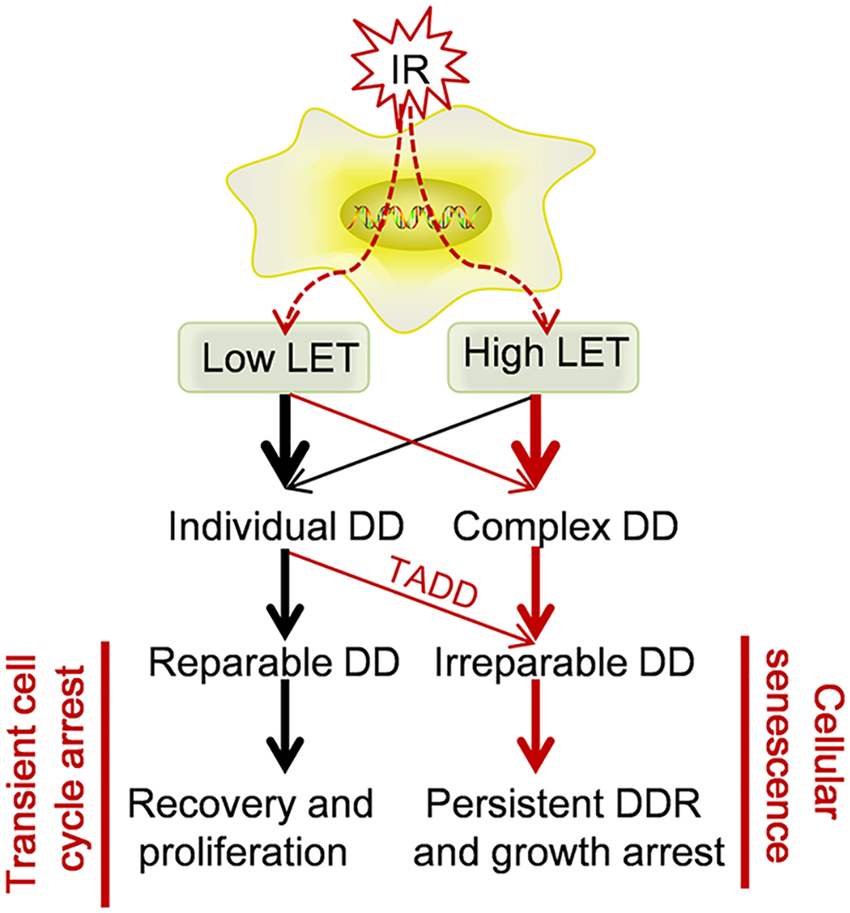 IR
Low LET
High LET
Individual DD
Complex DD
TADD
Reparable DD
Irreparable DD
Transient cell
cycle arrest
Cellular
senescence
Recovery and
proliferation
Persistent DDR
and growth arrest